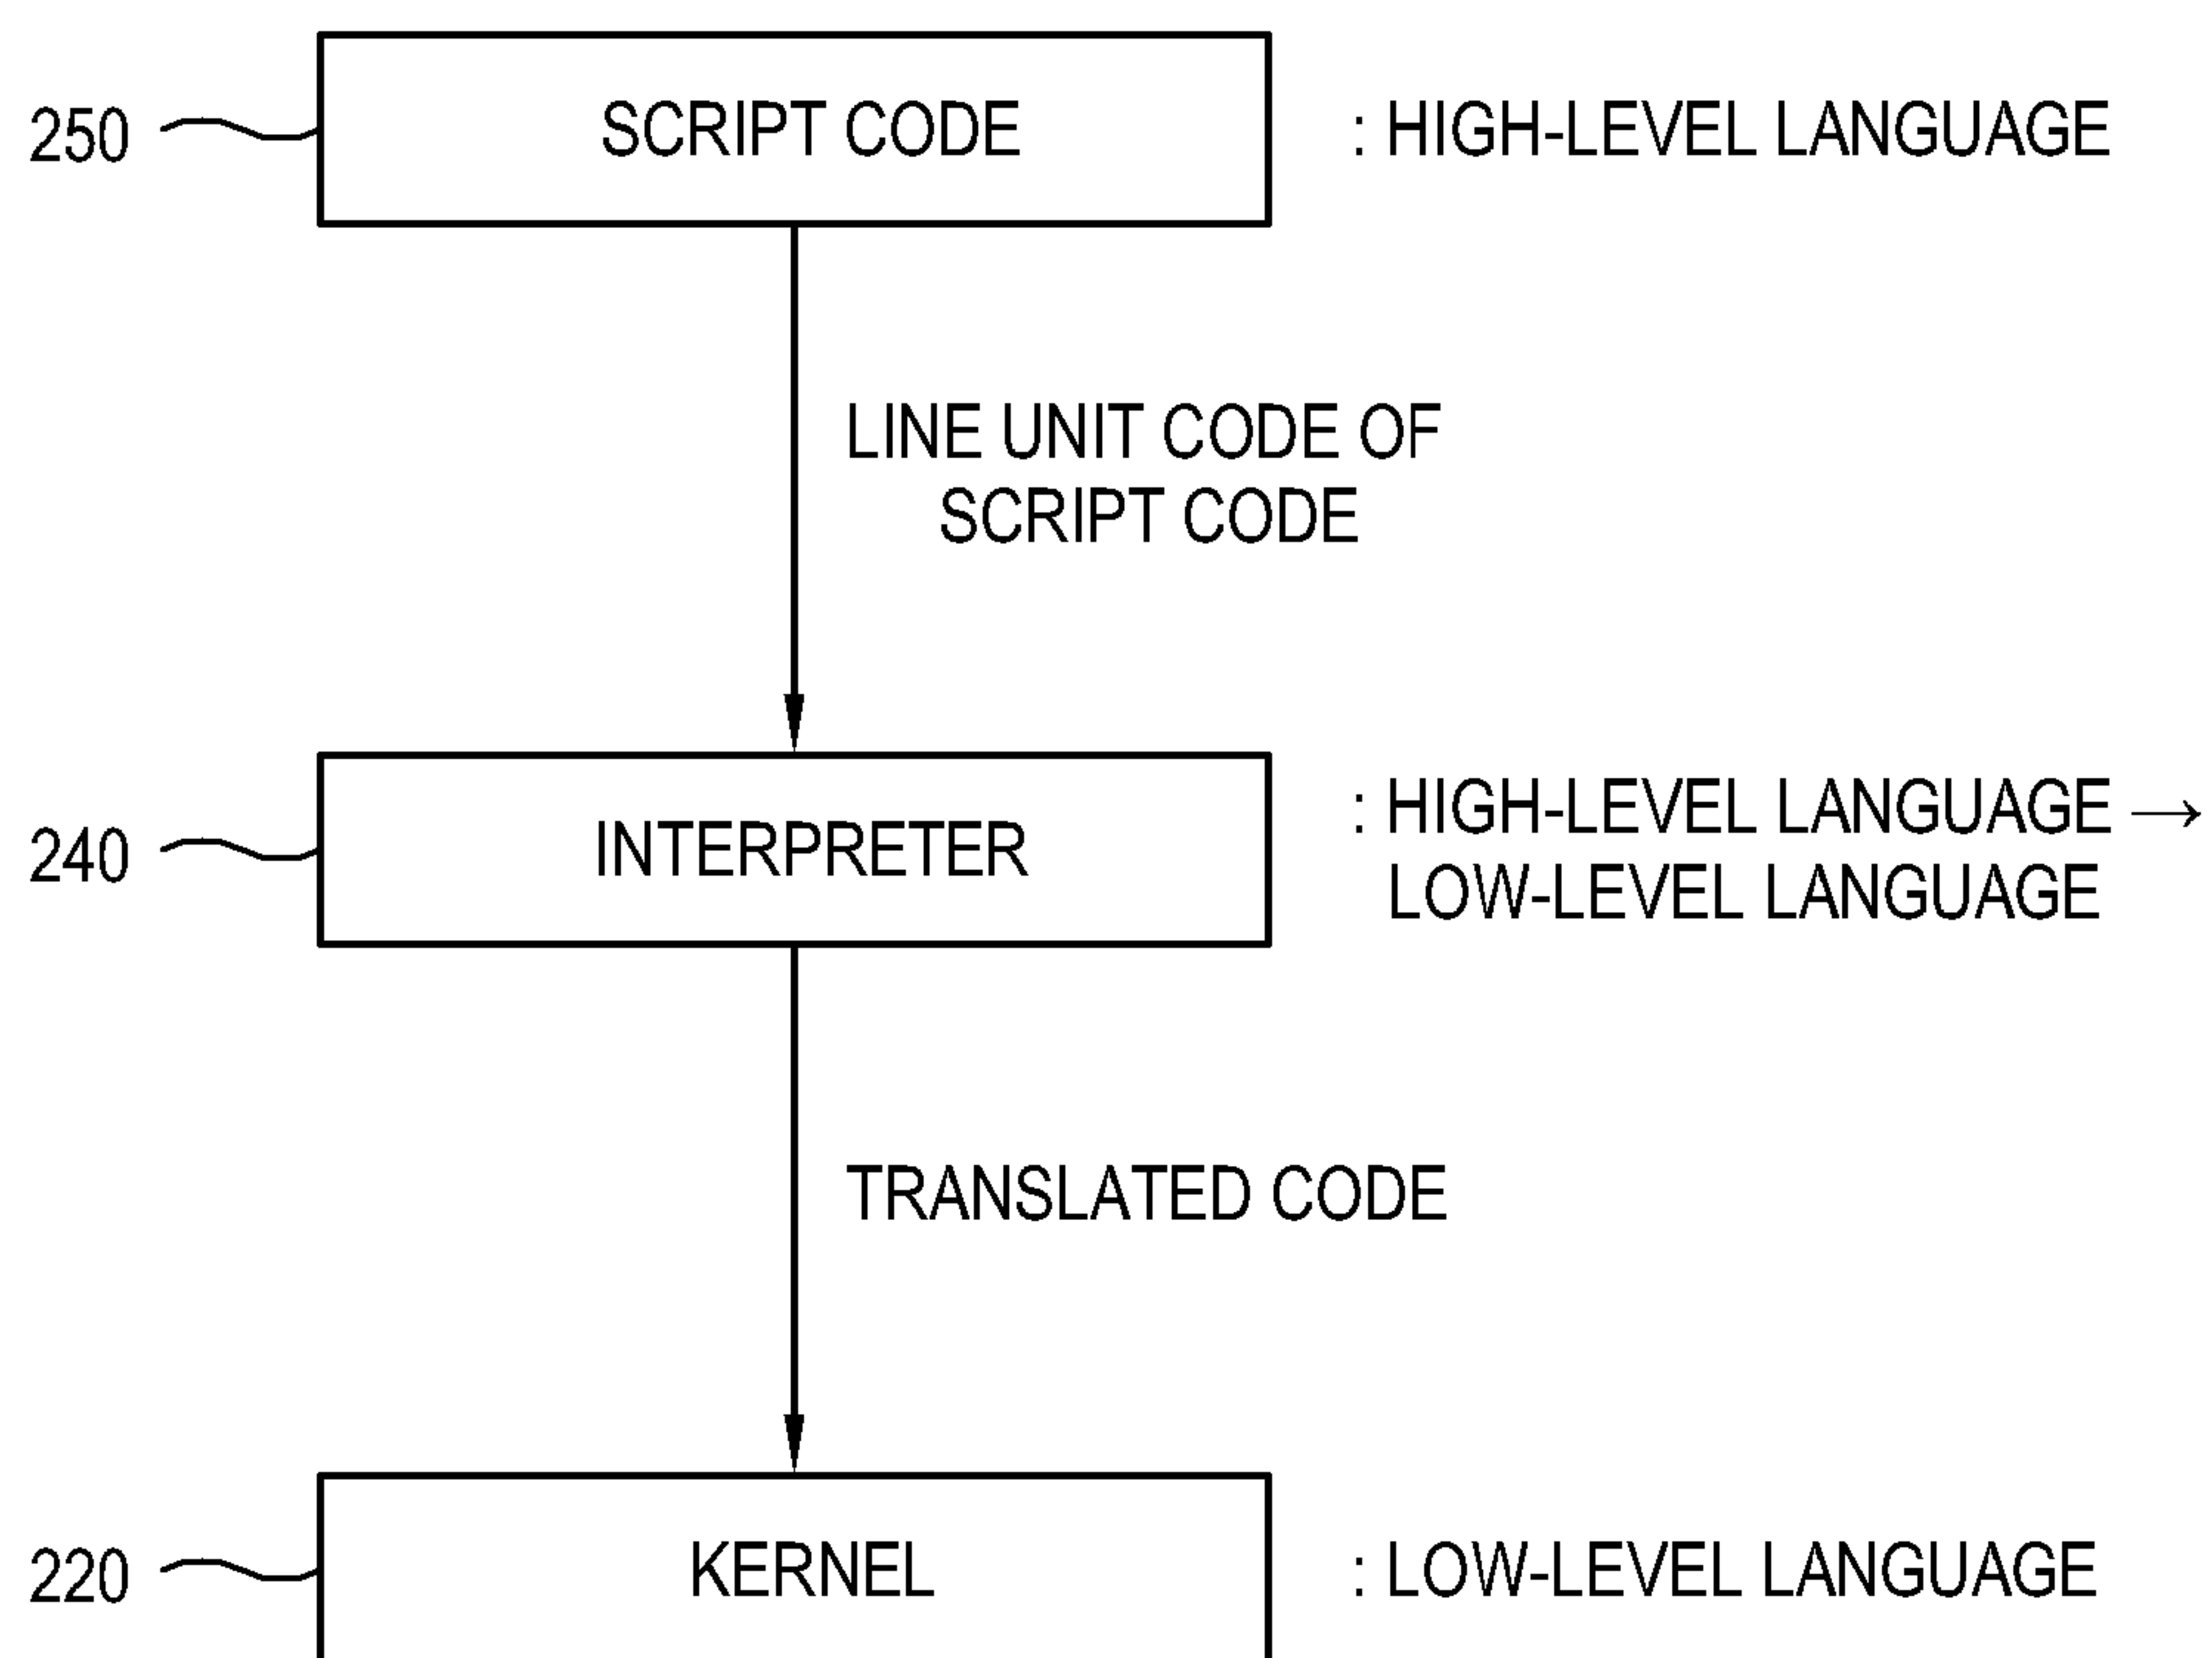 250 SCRIPT CODE : HIGH-LEVEL LANGUAGE
LINE UNIT CODE OF
SCRIPT CODE
240 INTERPRETER : HIGH-LEVEL LANGUAGE →
LOW-LEVEL LANGUAGE
TRANSLATED CODE
220 KERNEL : LOW-LEVEL LANGUAGE